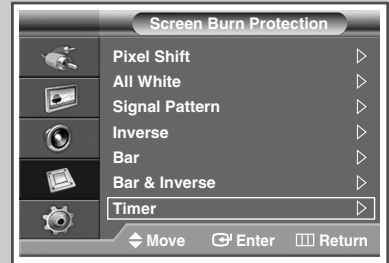 Screen Burn Protection
Pixel Shift
All White
Signal Pattern
Inverse
Bar
Bar & Inverse
Timer
Move Enter Return